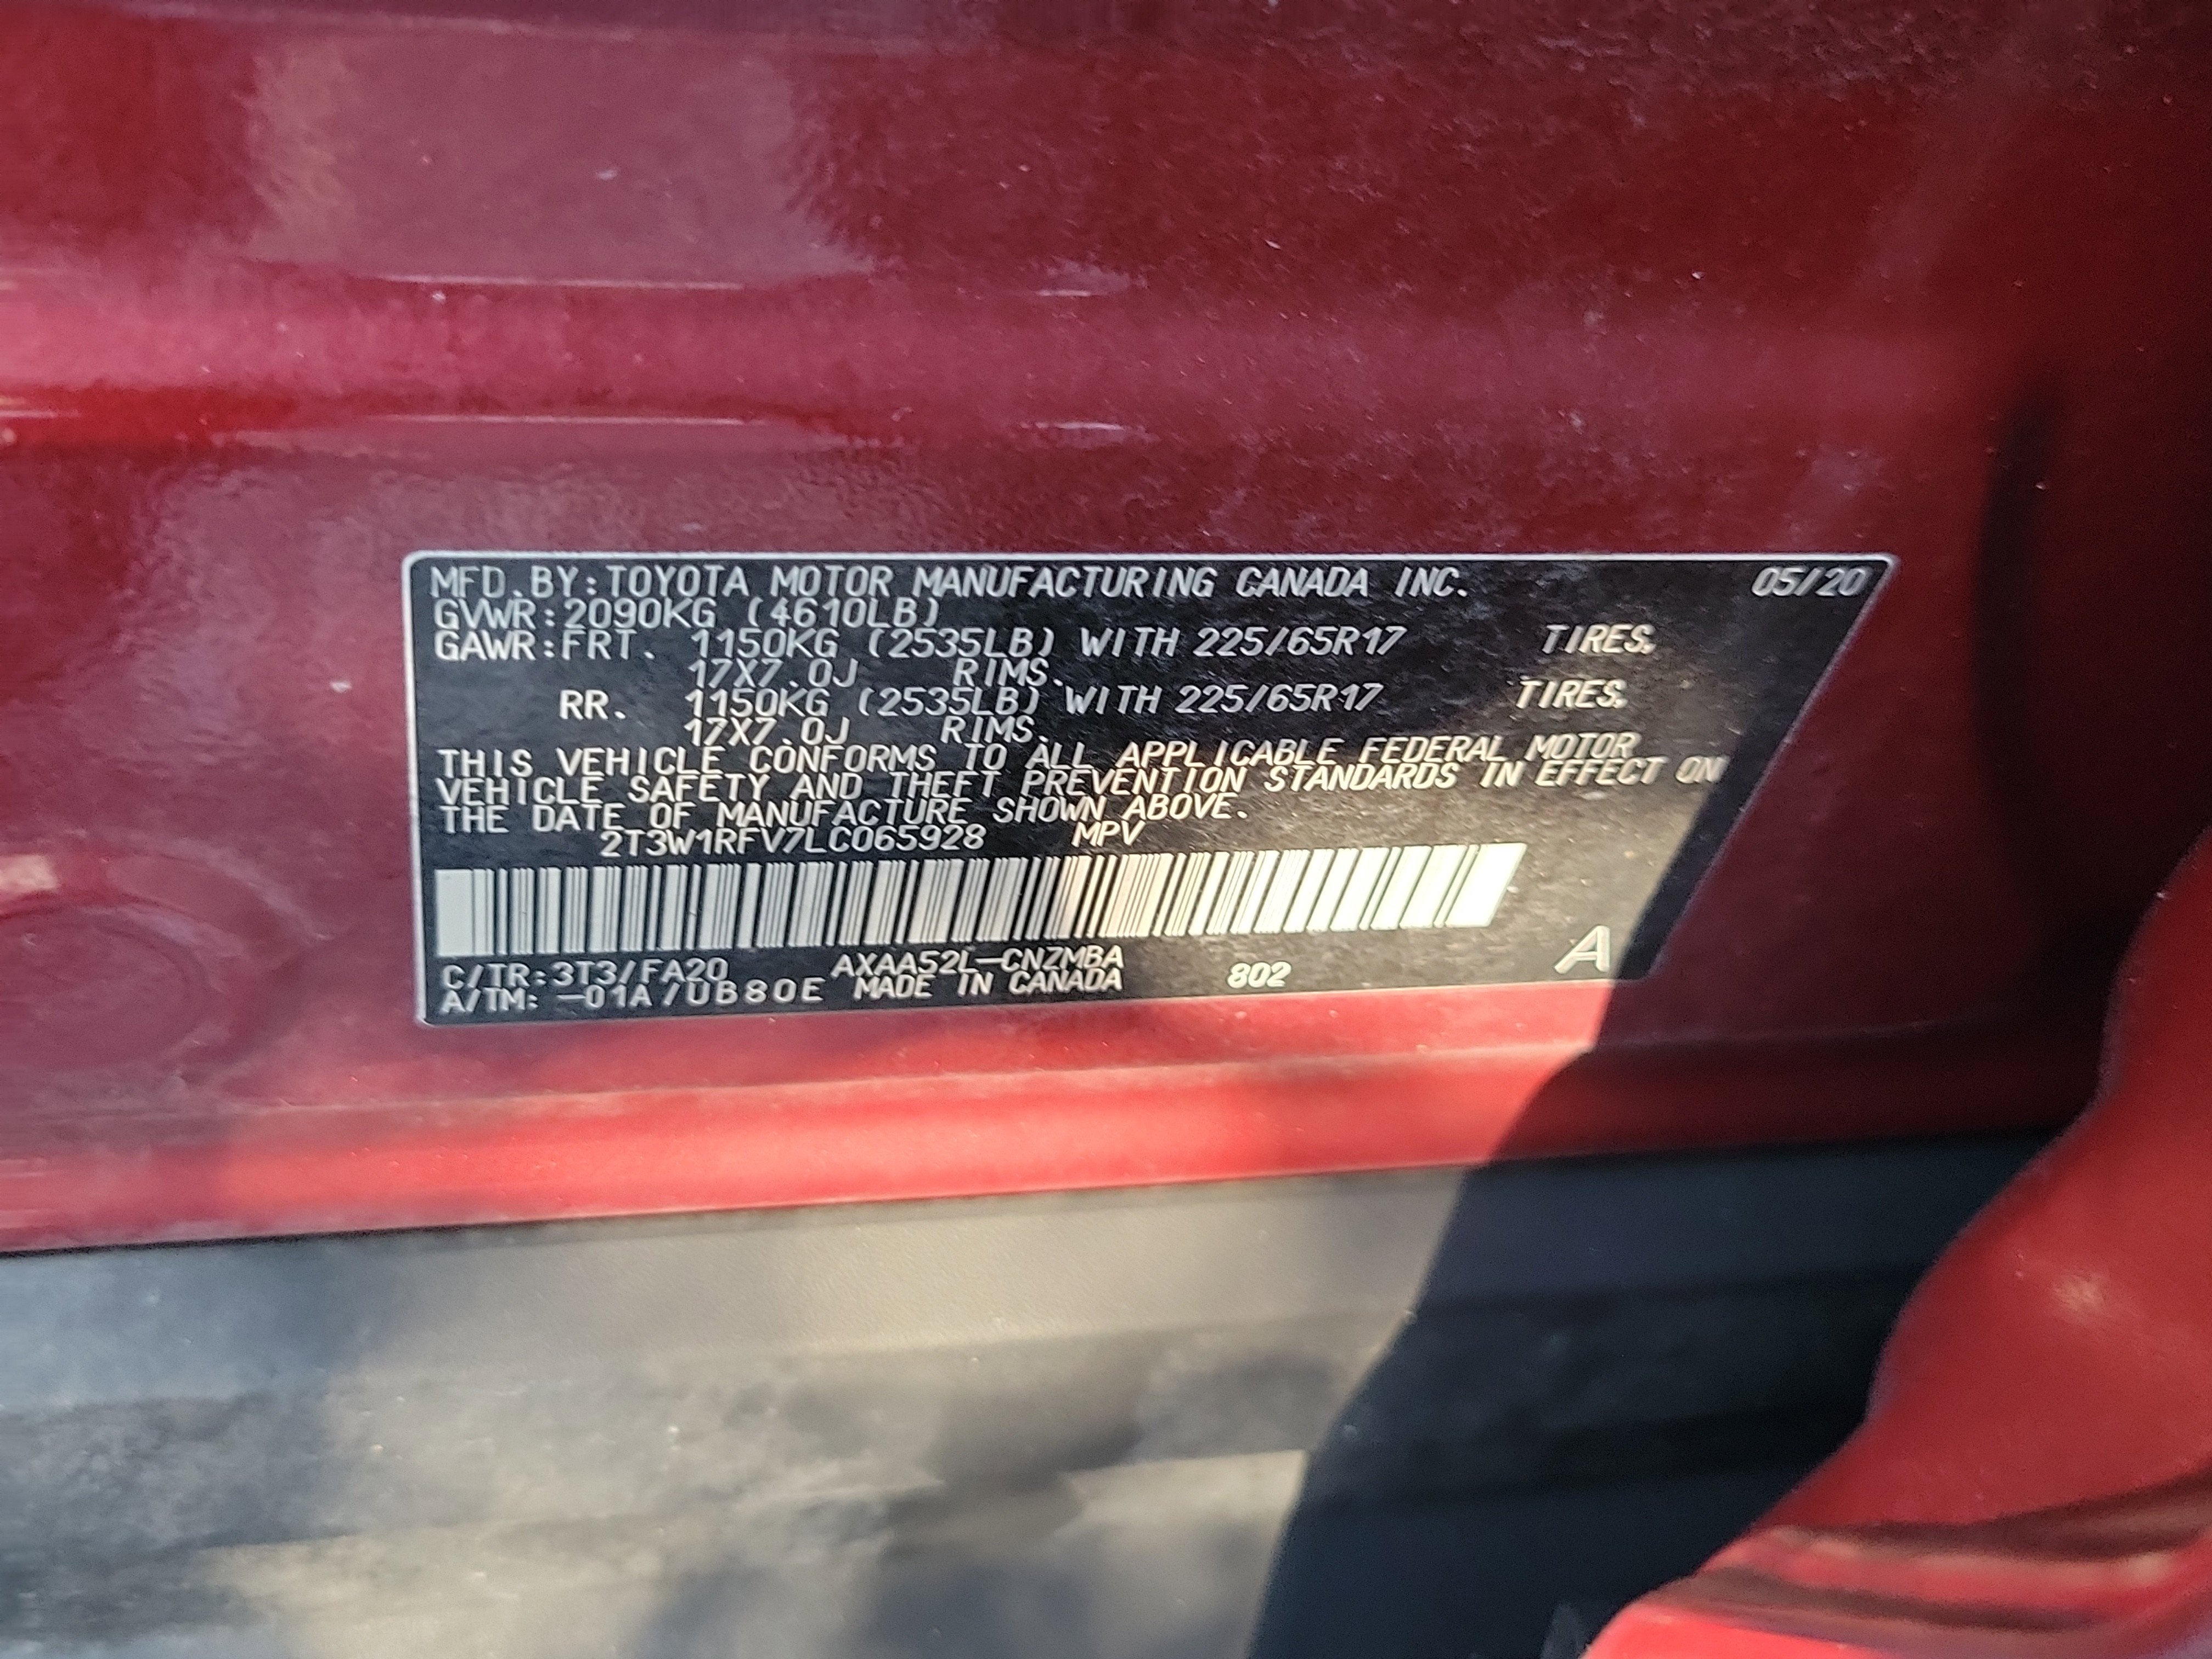 MFD.BY:TOYOTA MOTOR MANUFACTURING CANADA INC. 05/20
GVWR:2090KG (4610LB)
GAWR:FRT. 1150KG (2535LB) WITH 225/65R17 TIRES.
17X7.0J RIMS.
RR. 1150KG (2535LB) WITH 225/65R17 TIRES.
17X7.0J RIMS.
THIS VEHICLE CONFORMS TO ALL APPLICABLE FEDERAL MOTOR
VEHICLE SAFETY AND THEFT PREVENTION STANDARDS IN EFFECT ON
THE DATE OF MANUFACTURE SHOWN ABOVE.
2T3W1RFV7LC065928 MPV
C/TR:3T3/FA20 AXAA52L-CNZMBA 802 A
A/TM: -01A/UB80E MADE IN CANADA